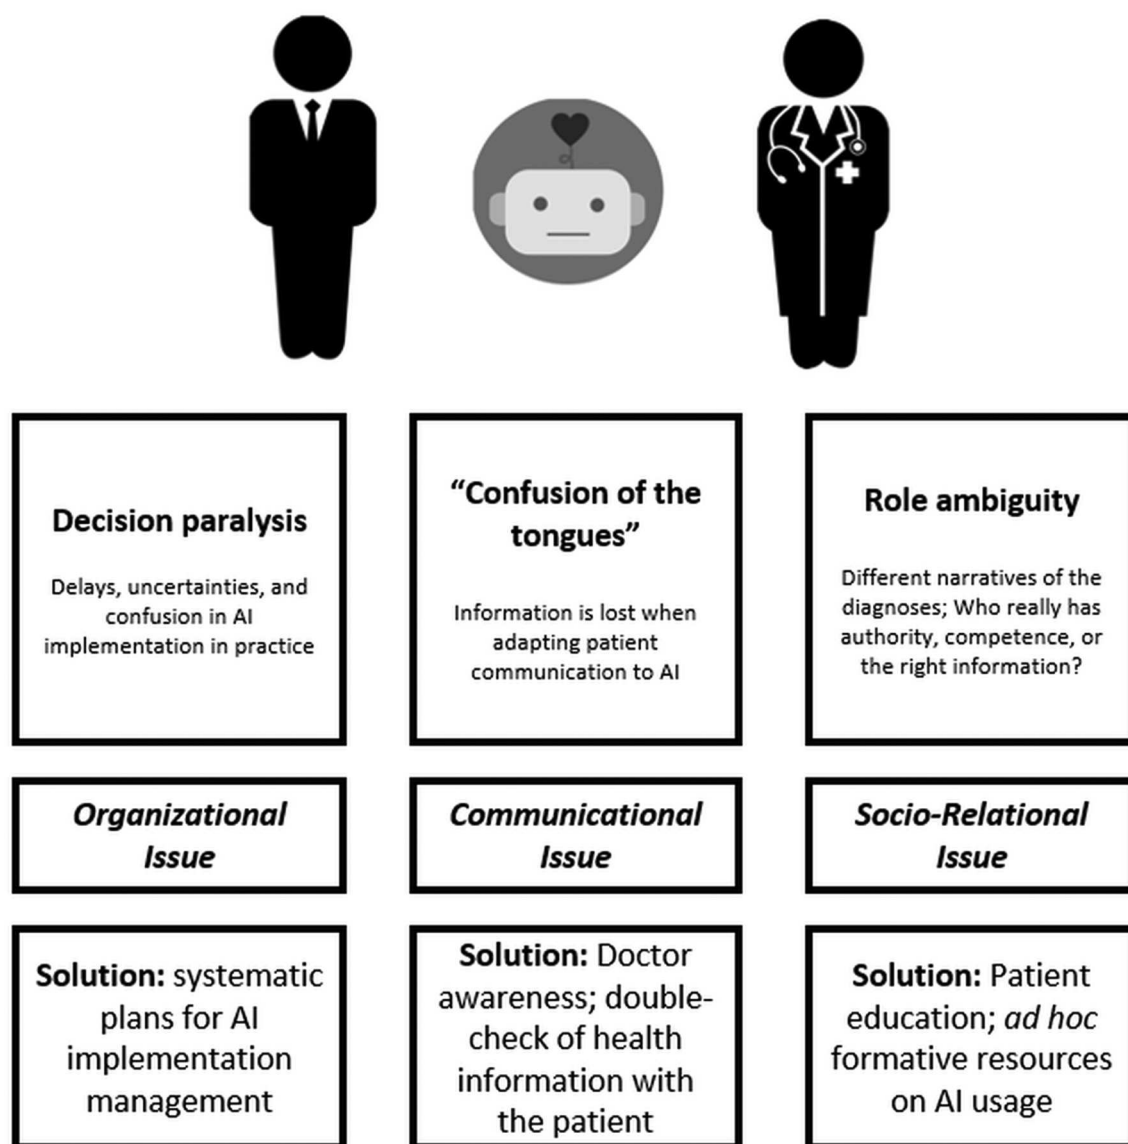 Decision paralysis
Delays, uncertainties, and
confusion in AI
implementation in practice
“Confusion of the
tongues”
Information is lost when
adapting patient
communication to AI
Role ambiguity
Different narratives of the
diagnoses; Who really has
authority, competence, or
the right information?
Organizational
Issue
Communicational
Issue
Socio-Relational
Issue
Solution: systematic
plans for AI
implementation
management
Solution: Doctor
awareness; double-
check of health
information with
the patient
Solution: Patient
education; ad hoc
formative resources
on AI usage